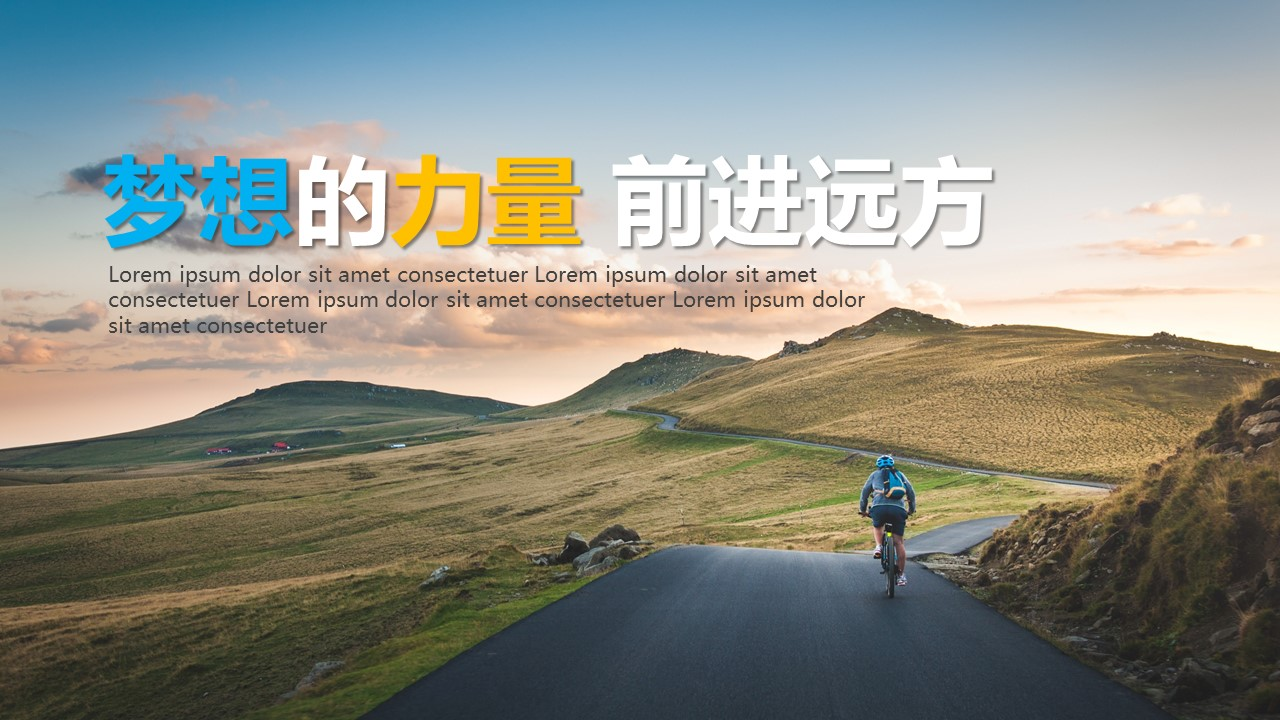 梦想的力量 前进远方
Lorem ipsum dolor sit amet consectetuer Lorem ipsum dolor sit amet
consectetuer Lorem ipsum dolor sit amet consectetuer Lorem ipsum dolor
sit amet consectetuer